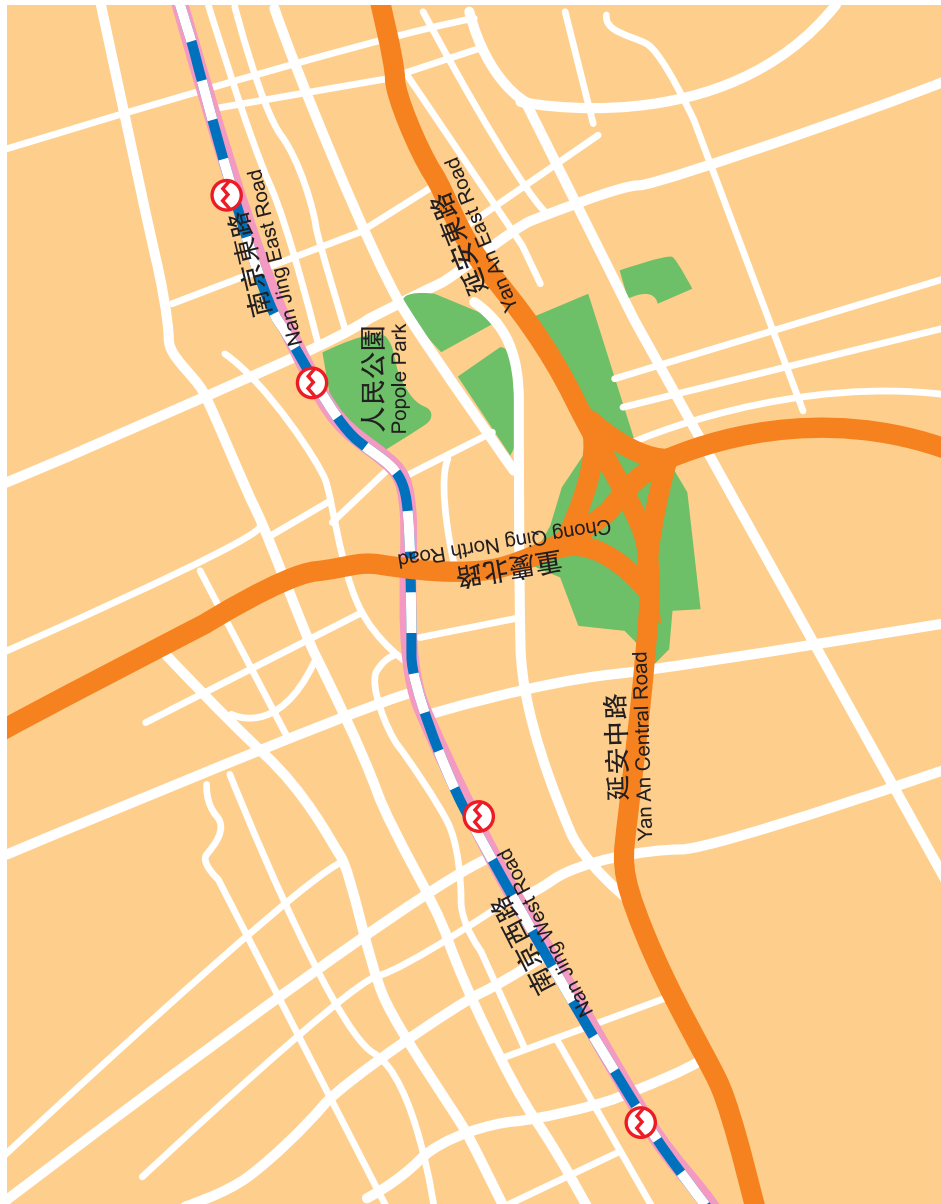 南京東路
Nan Jing East Road
延安東路
Yan An East Road
人民公園
Popole Park
Chong Qing North Road
重慶北路
延安中路
Yan An Central Road
南京西路
Nan Jing West Road